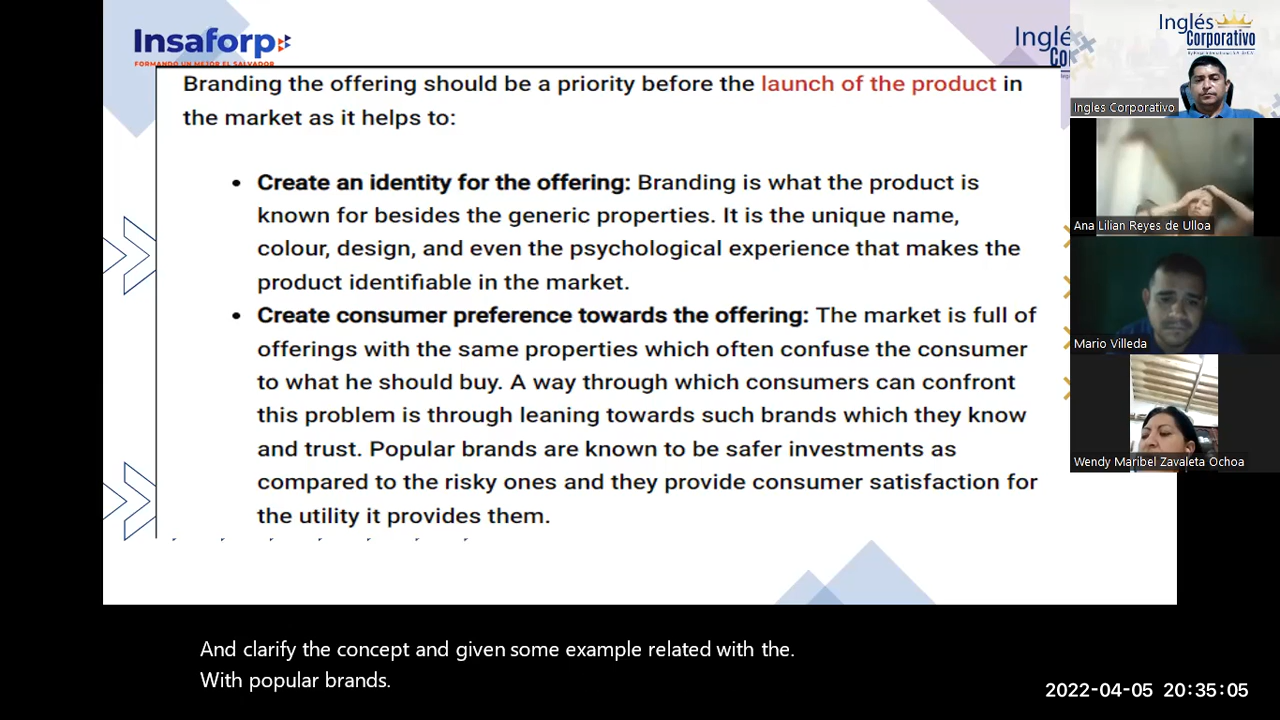 Insaforp
FORMANDO UN MEJOR EL SALVADOR
Branding the offering should be a priority before the launch of the product in
the market as it helps to:
• Create an identity for the offering: Branding is what the product is
known for besides the generic properties. It is the unique name,
colour, design, and even the psychological experience that makes the
product identifiable in the market.
• Create consumer preference towards the offering: The market is full of
offerings with the same properties which often confuse the consumer
to what he should buy. A way through which consumers can confront
this problem is through leaning towards such brands which they know
and trust. Popular brands are known to be safer investments as
compared to the risky ones and they provide consumer satisfaction for
the utility it provides them.
Inglés
Corporativo
Ingles Corporativo
Ana Lilian Reyes de Ulloa
Mario Villeda
Wendy Maribel Zavaleta Ochoa
And clarify the concept and given some example related with the.
With popular brands.
2022-04-05 20:35:05